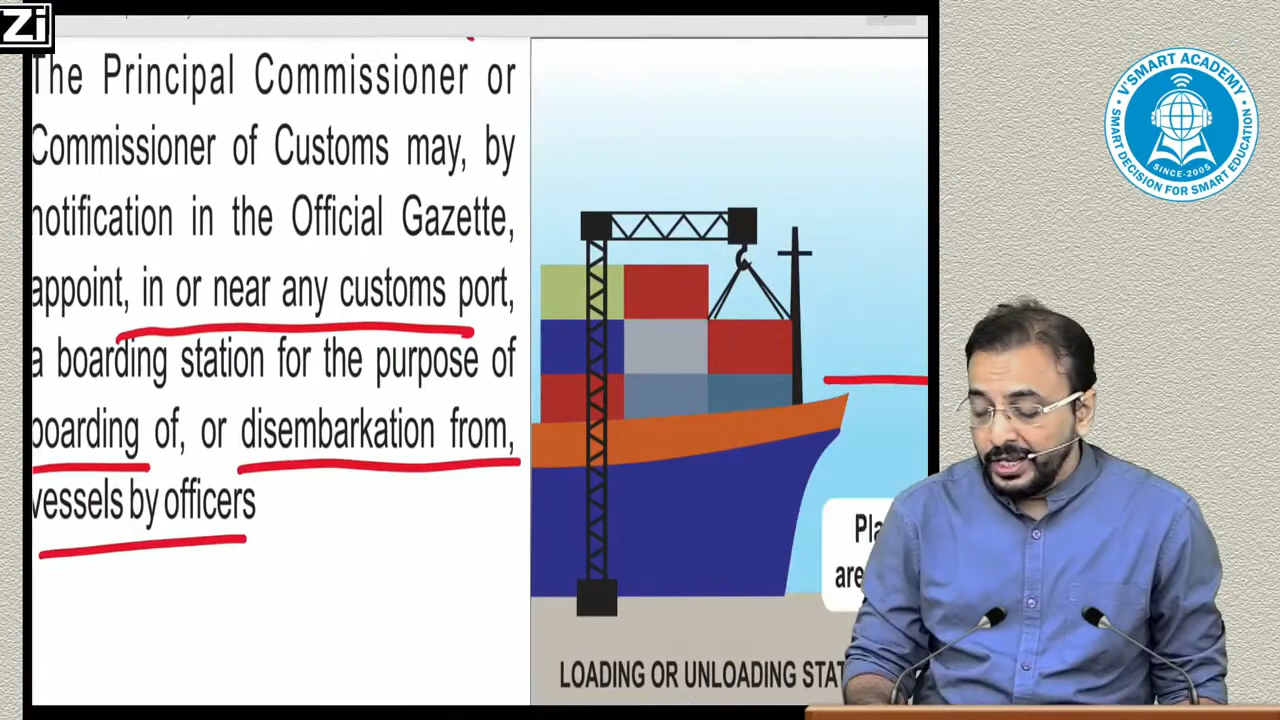 Zi
The Principal Commissioner or
Commissioner of Customs may, by
notification in the Official Gazette,
appoint, in or near any customs port,
a boarding station for the purpose of
boarding of, or disembarkation from,
vessels by officers
LOADING OR UNLOADING
V'SMART ACADEMY
SINCE-2005
SMART DECISION FOR SMART EDUCATION